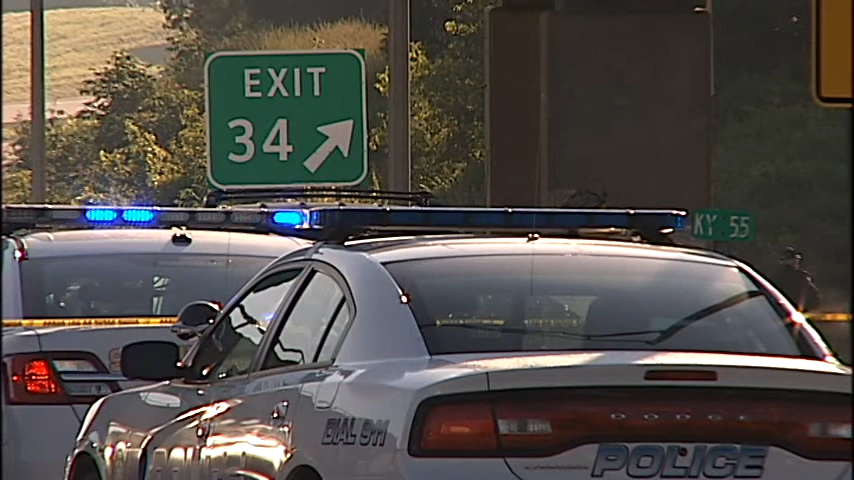 EXIT
34
KY 55
DIAL 911
DODGE
POLICE